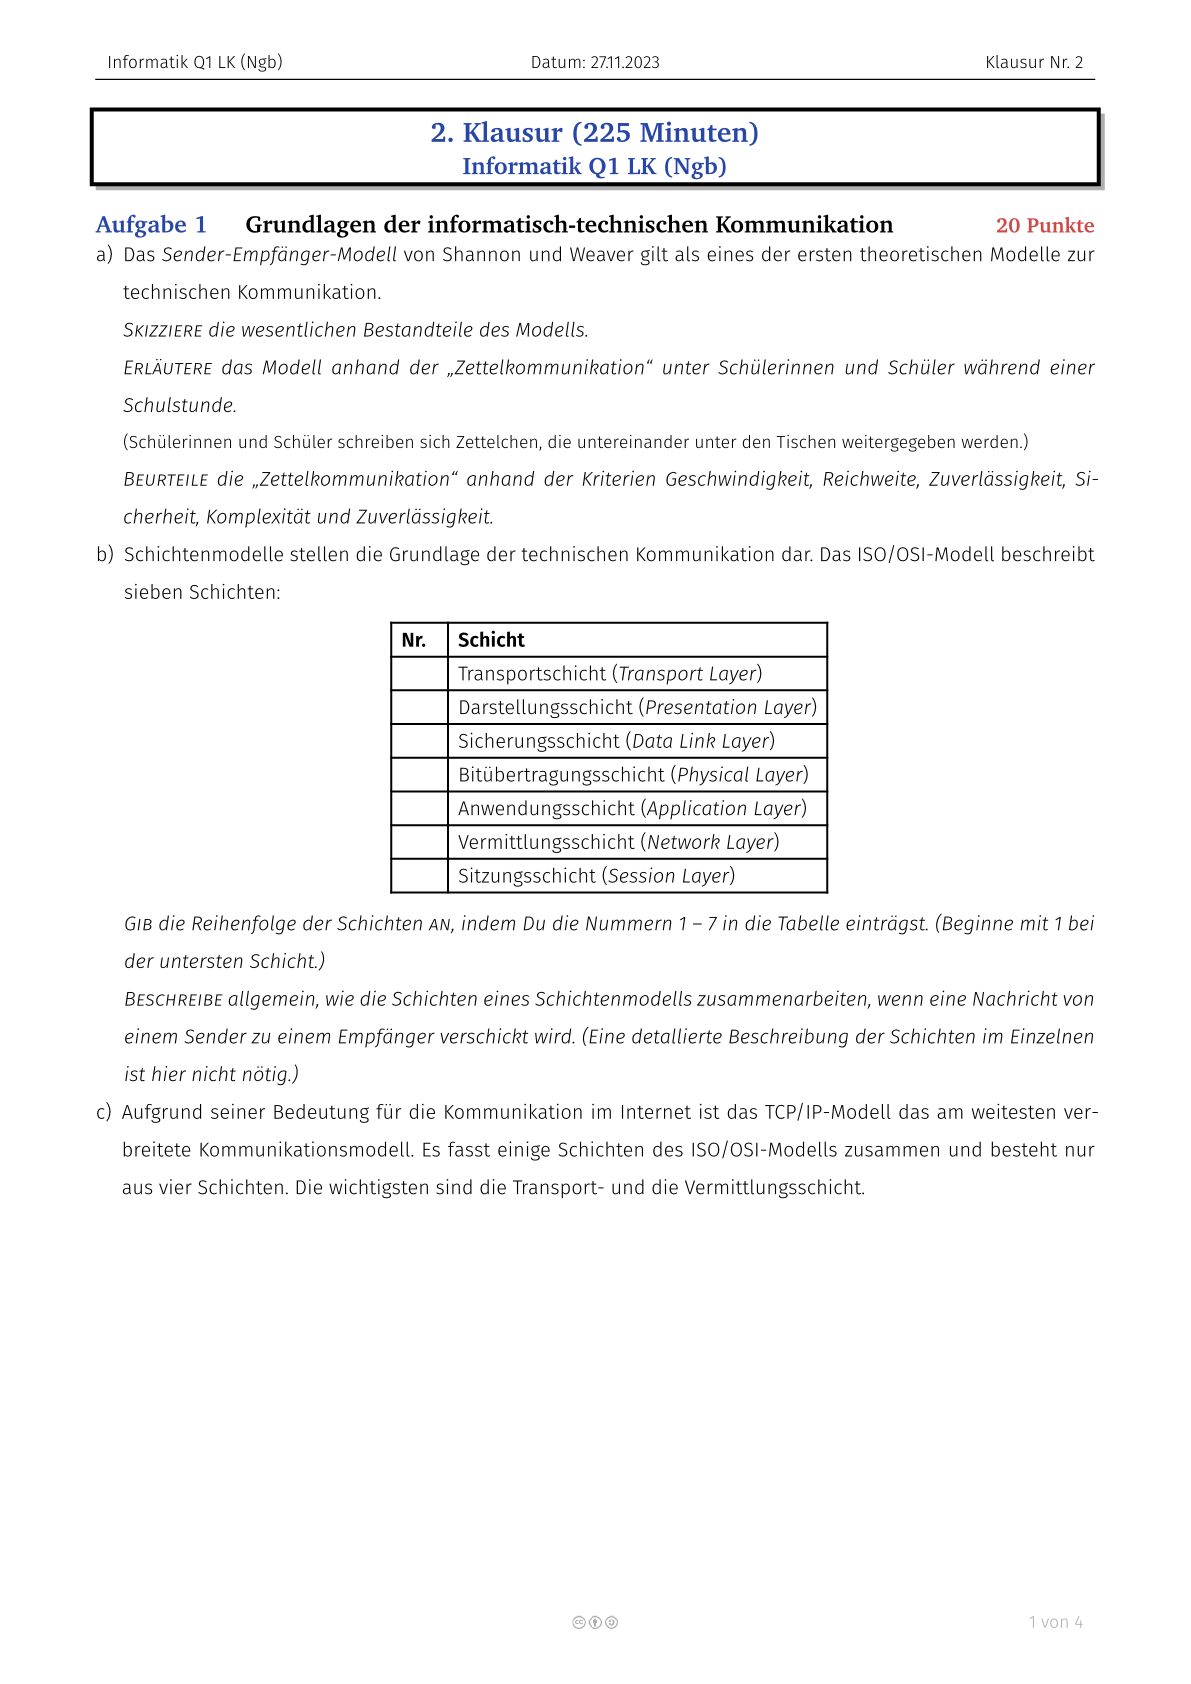 Informatik Q1 LK (Ngb) Datum: 27.11.2023 Klausur Nr. 2
2. Klausur (225 Minuten)
Informatik Q1 LK (Ngb)
Aufgabe 1 Grundlagen der informatisch-technischen Kommunikation 20 Punkte
a) Das Sender-Empfänger-Modell von Shannon und Weaver gilt als eines der ersten theoretischen Modelle zur
technischen Kommunikation.
SKIZZIERE die wesentlichen Bestandteile des Modells.
ERLÄUTERE das Modell anhand der „Zettelkommunikation“ unter Schülerinnen und Schüler während einer
Schulstunde.
(Schülerinnen und Schüler schreiben sich Zettelchen, die untereinander unter den Tischen weitergegeben werden.)
BEURTEILE die „Zettelkommunikation“ anhand der Kriterien Geschwindigkeit, Reichweite, Zuverlässigkeit, Si-
cherheit, Komplexität und Zuverlässigkeit.
b) Schichtenmodelle stellen die Grundlage der technischen Kommunikation dar. Das ISO/OSI-Modell beschreibt
sieben Schichten:
Nr. Schicht
Transportschicht (Transport Layer)
Darstellungsschicht (Presentation Layer)
Sicherungsschicht (Data Link Layer)
Bitübertragungsschicht (Physical Layer)
Anwendungsschicht (Application Layer)
Vermittlungsschicht (Network Layer)
Sitzungsschicht (Session Layer)
GIB die Reihenfolge der Schichten AN, indem Du die Nummern 1 – 7 in die Tabelle einträgst. (Beginne mit 1 bei
der untersten Schicht.)
BESCHREIBE allgemein, wie die Schichten eines Schichtenmodells zusammenarbeiten, wenn eine Nachricht von
einem Sender zu einem Empfänger verschickt wird. (Eine detallierte Beschreibung der Schichten im Einzelnen
ist hier nicht nötig.)
c) Aufgrund seiner Bedeutung für die Kommunikation im Internet ist das TCP/IP-Modell das am weitesten ver-
breitete Kommunikationsmodell. Es fasst einige Schichten des ISO/OSI-Modells zusammen und besteht nur
aus vier Schichten. Die wichtigsten sind die Transport- und die Vermittlungsschicht.
1 von 4